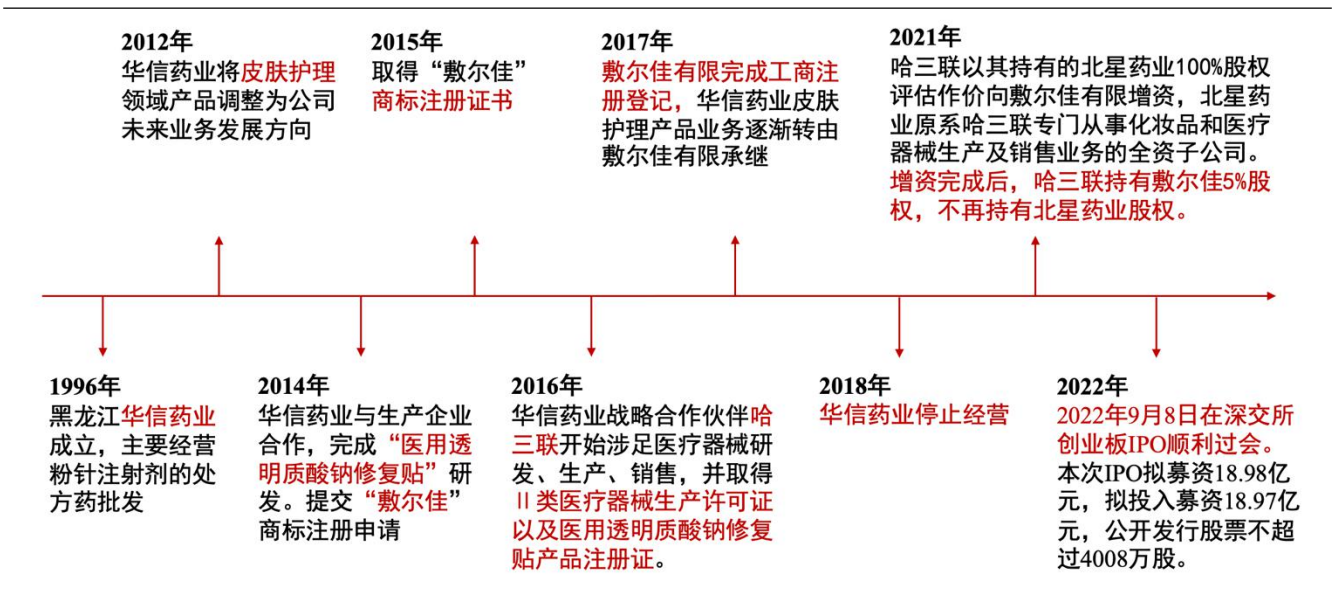 2012年
华信药业将皮肤护理
领域产品调整为公司
未来业务发展方向
2015年
取得“敷尔佳”
商标注册证书
2017年
敷尔佳有限完成工商注
册登记，华信药业皮肤
护理产品业务逐渐转由
敷尔佳有限承继
2021年
哈三联以其持有的北星药业100%股权
评估作价向敷尔佳有限增资，北星药
业原系哈三联专门从事化妆品和医疗
器械生产及销售业务的全资子公司。
增资完成后，哈三联持有敷尔佳5%股
权，不再持有北星药业股权。
1996年
黑龙江华信药业
成立，主要经营
粉针注射剂的处
方药批发
2014年
华信药业与生产企业
合作，完成“医用透
明质酸钠修复贴”研
发。提交“敷尔佳”
商标注册申请
2016年
华信药业战略合作伙伴哈
三联开始涉足医疗器械研
发、生产、销售，并取得
Ⅱ类医疗器械生产许可证
以及医用透明质酸钠修复
贴产品注册证。
2018年
华信药业停止经营
2022年
2022年9月8日在深交所
创业板IPO顺利过会。
本次IPO拟募资18.98亿
元，拟投入募资18.97亿
元，公开发行股票不超
过4008万股。